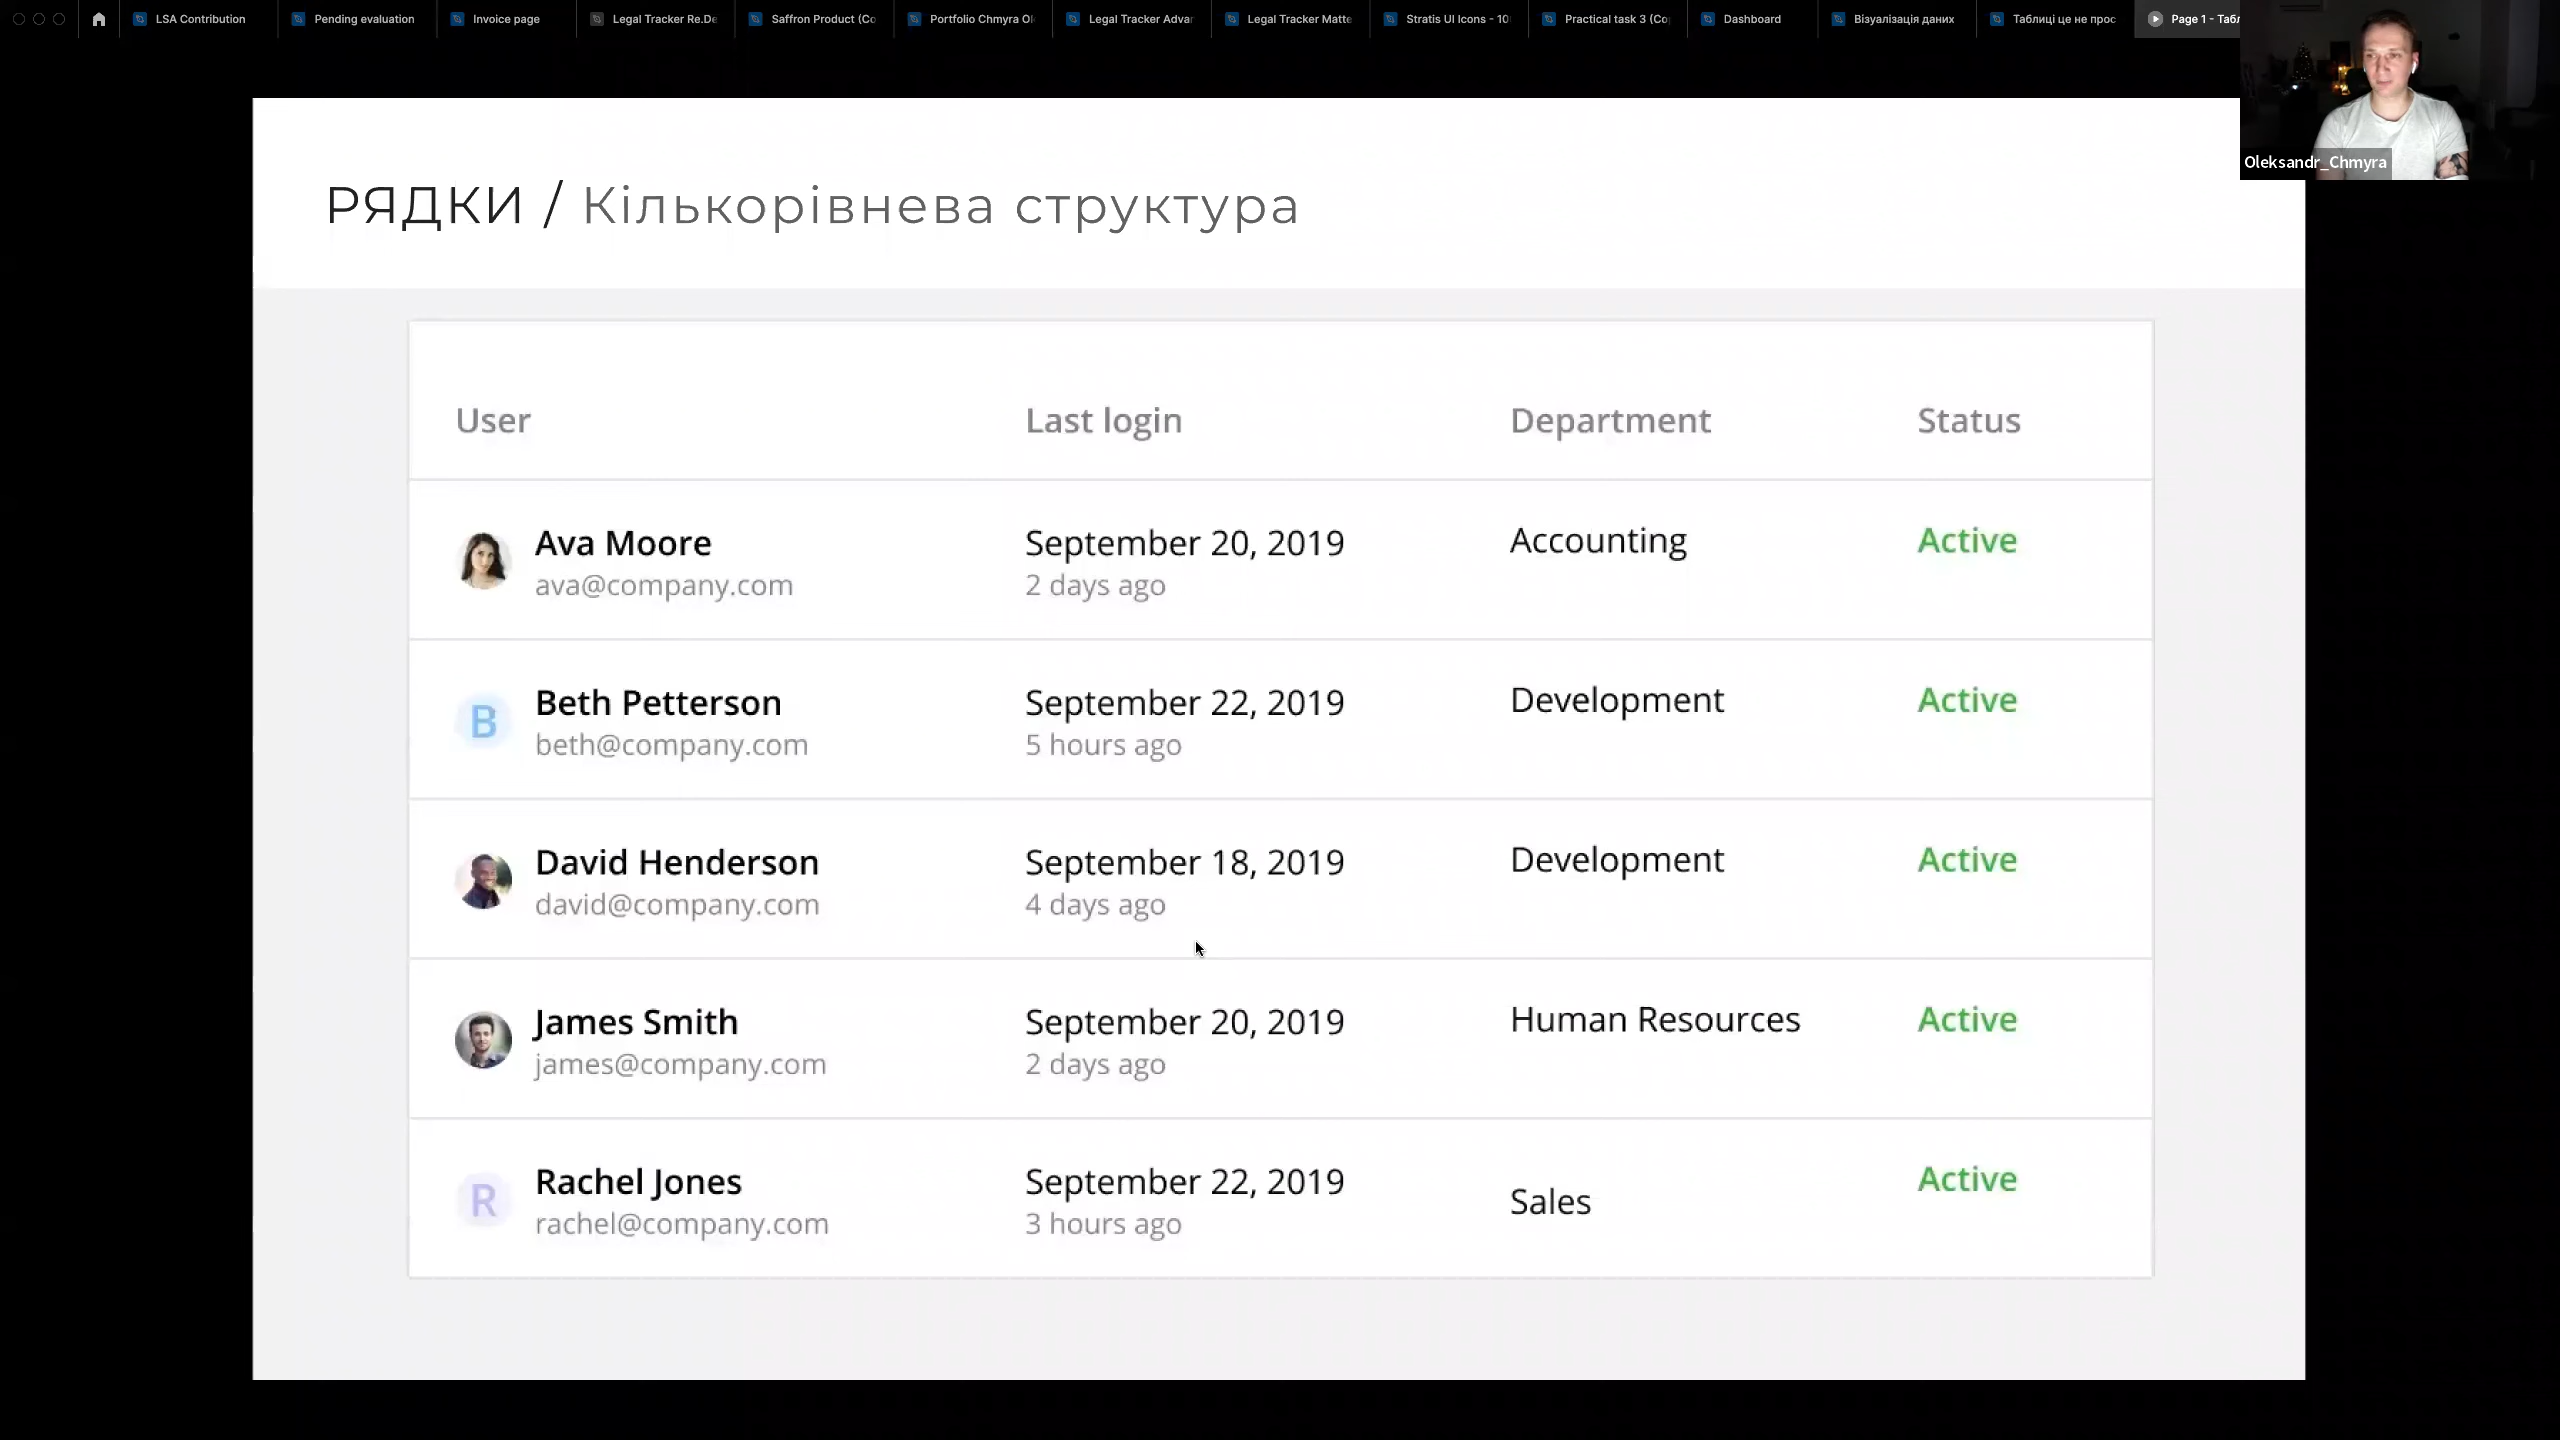 LSA Contribution
Pending evaluation
Invoice page
Legal Tracker Re.De
Saffron Product (Co
Portfolio Chmyra Ol
Legal Tracker Advar
Legal Tracker Matte
Stratis UI Icons - 10
Practical task 3 (Co
Dashboard
Візуалізація даних
Таблиці це не прос
Page 1 - Табл
Oleksandr_Chmyra
РЯДКИ / Кількорівнева структура
User Last login Department Status
Ava Moore September 20, 2019 Accounting Active
ava@company.com 2 days ago
B Beth Petterson September 22, 2019 Development Active
beth@company.com 5 hours ago
David Henderson September 18, 2019 Development Active
david@company.com 4 days ago
James Smith September 20, 2019 Human Resources Active
james@company.com 2 days ago
R Rachel Jones September 22, 2019 Sales Active
rachel@company.com 3 hours ago